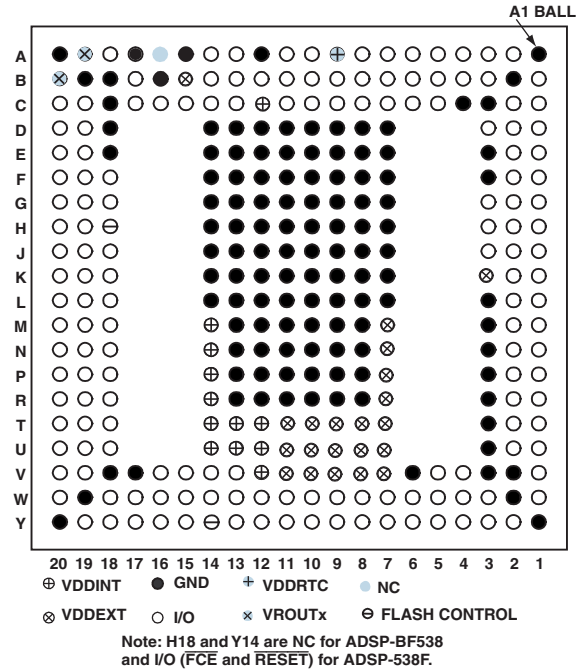 A1 BALL
A
B
C
D
E
F
G
H
J
K
L
M
N
P
R
T
U
V
W
Y
20 19 18 17 16 15 14 13 12 11 10 9 8 7 6 5 4 3 2 1
VDDINT GND VDDRTC NC
VDDEXT I/O VROUTx FLASH CONTROL
Note: H18 and Y14 are NC for ADSP-BF538
and I/O (FCE and RESET) for ADSP-538F.